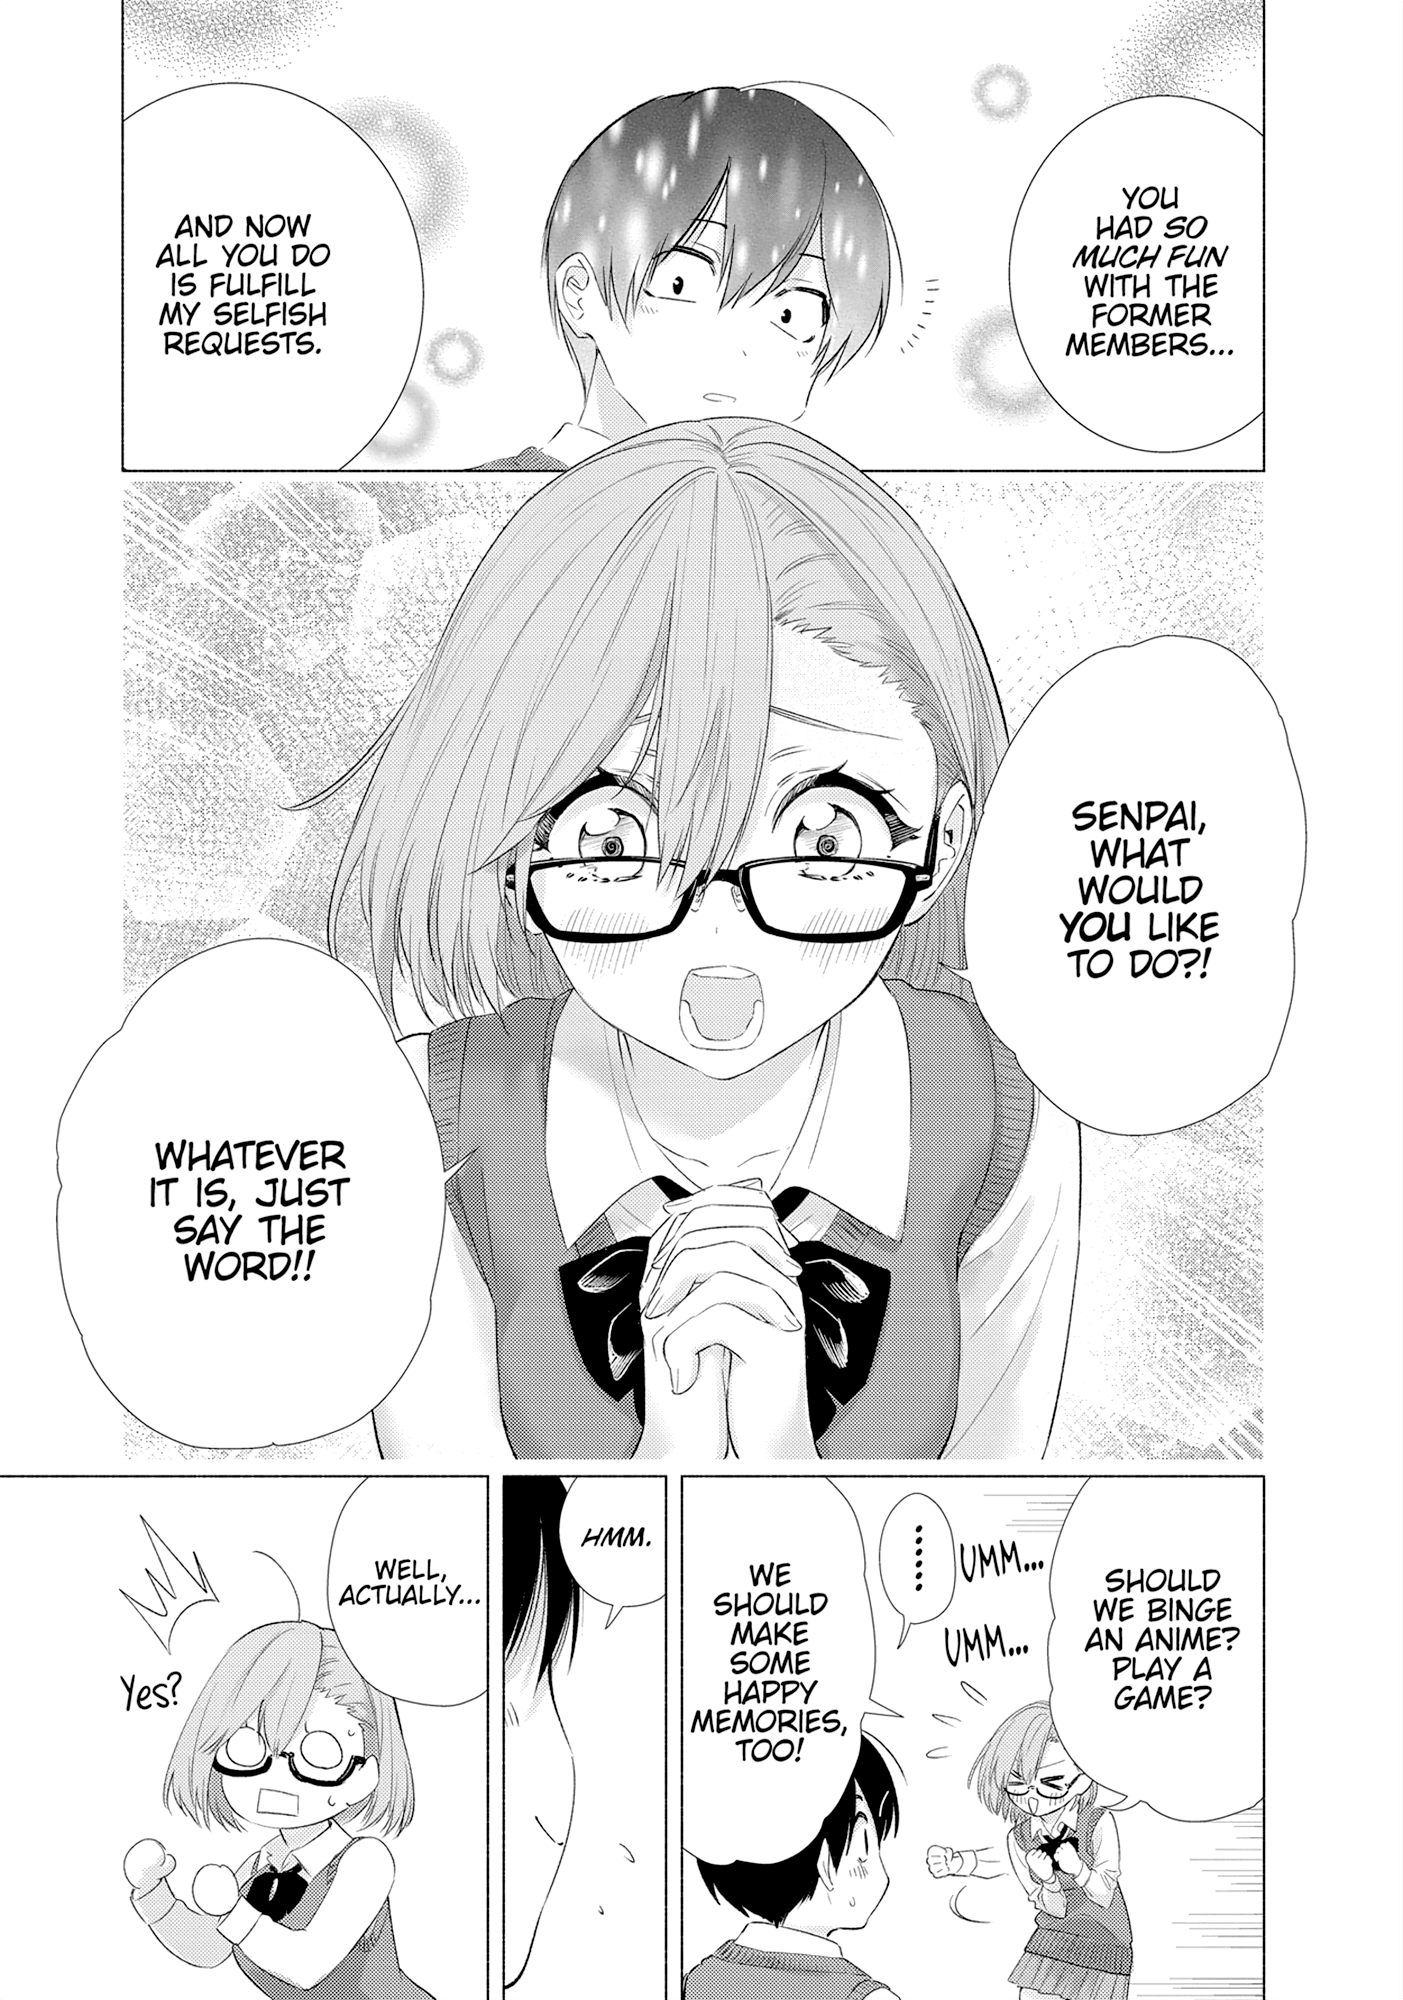 YOU
HAD SO
MUCH FUN
WITH THE
FORMER
MEMBERS...
AND NOW
ALL YOU DO
IS FULFILL
MY SELFISH
REQUESTS.
SENPAI,
WHAT
WOULD
YOU LIKE
TO DO?!
WHATEVER
IT IS, JUST
SAY THE
WORD!!
SHOULD
WE BINGE
AN ANIME?
PLAY A
GAME?
UMM...
UMM...
......
WE
SHOULD
MAKE
SOME
HAPPY
MEMORIES,
TOO!
HMM.
WELL,
ACTUALLY...
Yes?